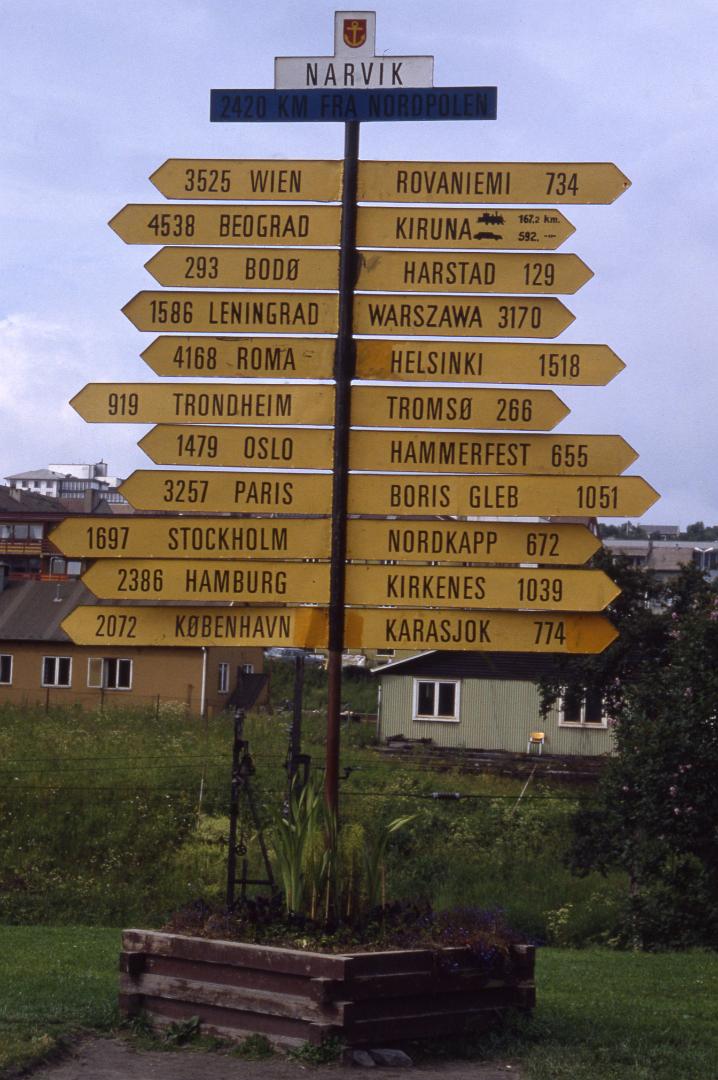 NARVIK
2420 KM FRA NORDPOLEN
3525 WIEN
ROVANIEMI 734
4538 BEOGRAD
KIRUNA 167,2 km.
592.-"-
293 BODØ
HARSTAD 129
1586 LENINGRAD
WARSZAWA 3170
4168 ROMA
HELSINKI 1518
919 TRONDHEIM
TROMSØ 266
1479 OSLO
HAMMERFEST 655
3257 PARIS
BORIS GLEB 1051
1697 STOCKHOLM
NORDKAPP 672
2386 HAMBURG
KIRKENES 1039
2072 KØBENHAVN
KARASJOK 774